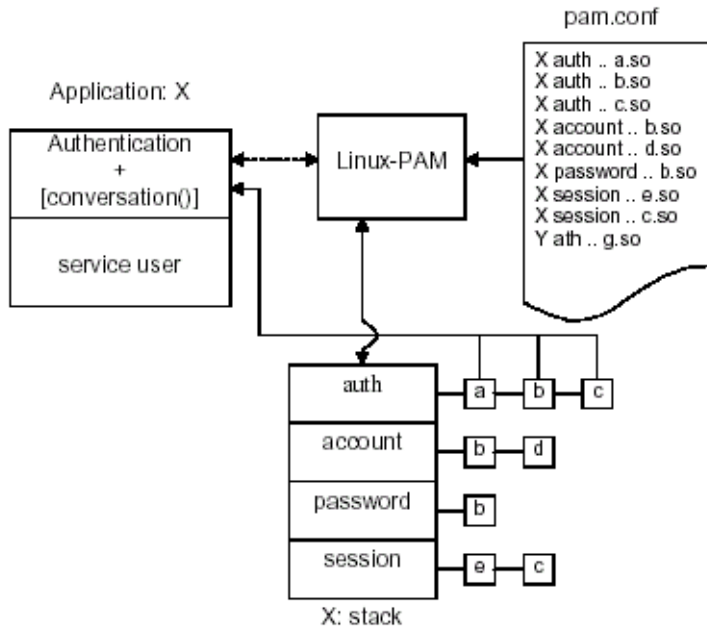 pam.conf
X auth .. a.so
X auth .. b.so
X auth .. c.so
X account .. b.so
X account .. d.so
X password .. b.so
X session .. e.so
X session .. c.so
Y ath .. g.so
Application: X
Authentication
+
[conversation()]
service user
Linux-PAM
auth
a
b
c
account
b
d
password
b
session
e
c
X: stack